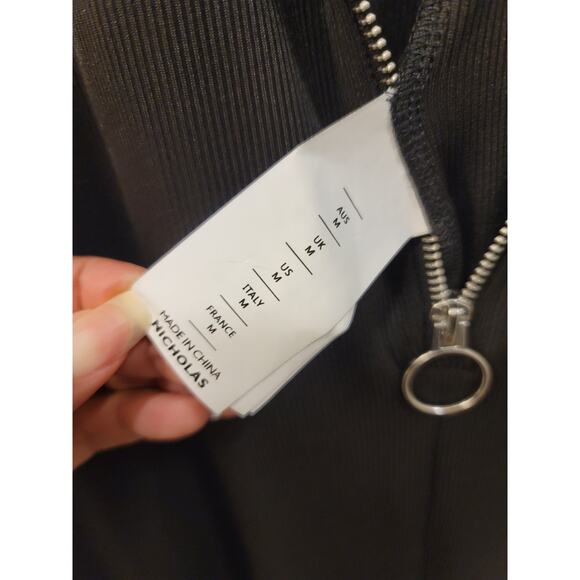 AUS
M
UK
M
US
M
ITALY
M
FRANCE
M
MADE IN CHINA
NICHOLAS